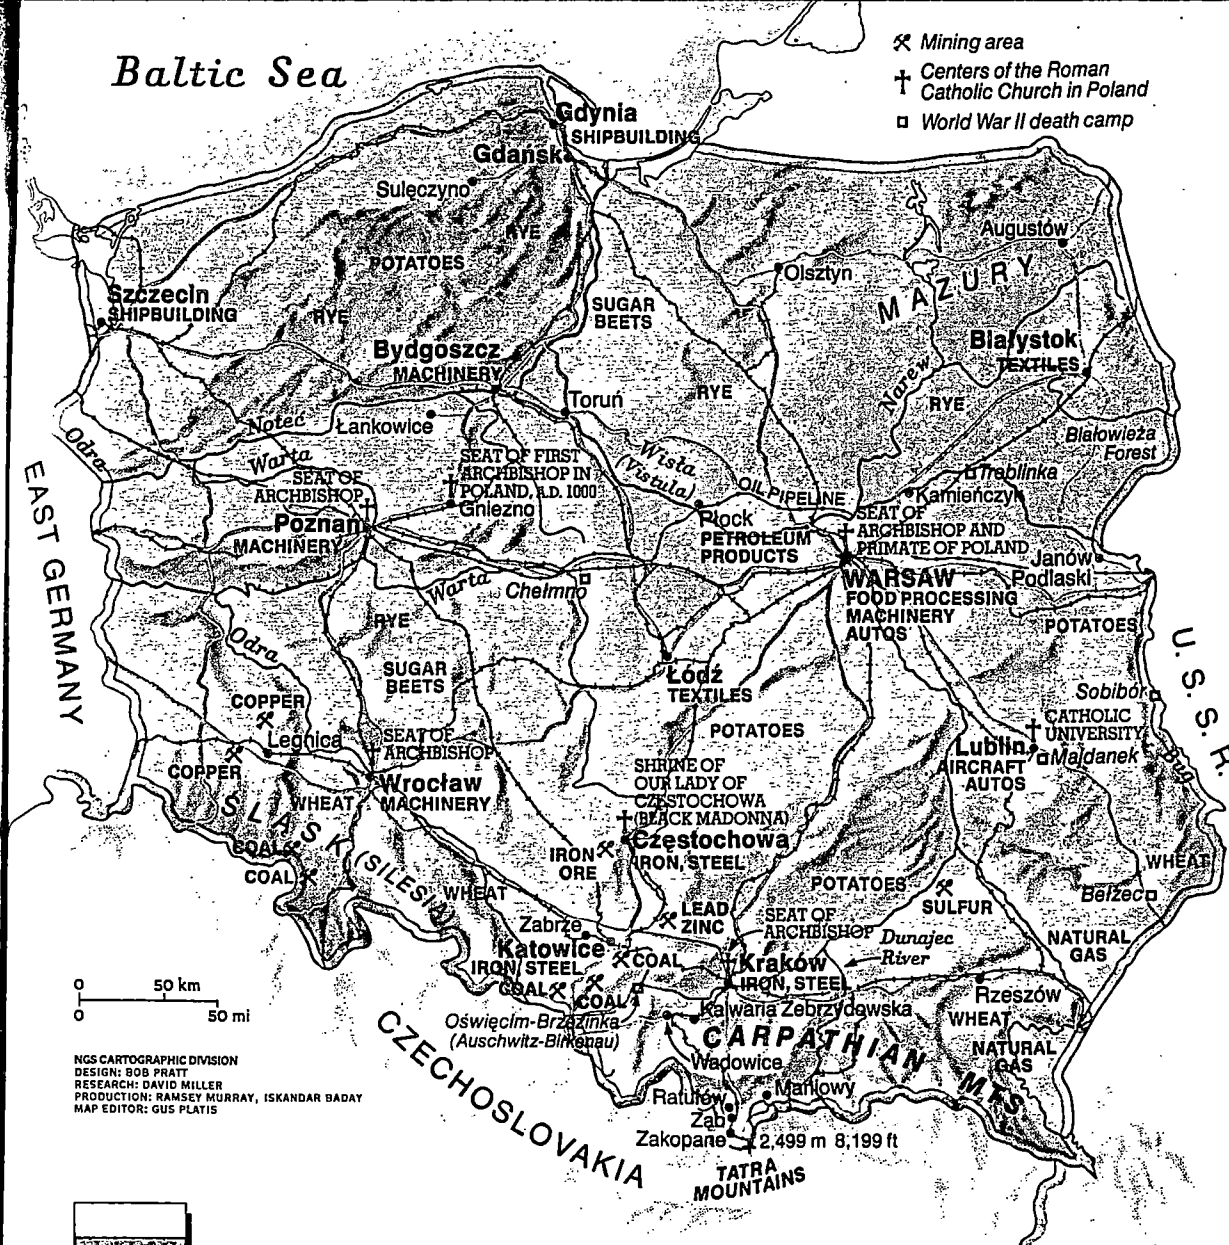 Baltic Sea
Mining area
Centers of the Roman
Catholic Church in Poland
World War II death camp
Gdynia
SHIPBUILDING
Gdańsk
Sulęczyno
RYE
POTATOES
Augustów
Olsztyn
MAZURY
Szczecin
SHIPBUILDING
RYE
SUGAR
BEETS
Bydgoszcz
MACHINERY
Białystok
TEXTILES
Narew
RYE
RYE
Toruń
Łankowice
Notec
Warta
Odra
Białowieża
Forest
Wisła
(Vistula)
OIL PIPELINE
Treblinka
Kamieńczyk
SEAT OF
ARCHBISHOP
SEAT OF FIRST
ARCHBISHOP IN
POLAND, A.D. 1000
Gniezno
Poznań
MACHINERY
Płock
PETROLEUM
PRODUCTS
SEAT OF
ARCHBISHOP AND
PRIMATE OF POLAND
Janów
Podlaski
EAST GERMANY
Warta
Chełmno
WARSAW
FOOD PROCESSING
MACHINERY
AUTOS
POTATOES
RYE
Odra
U.S.S.R.
SUGAR
BEETS
Łódź
TEXTILES
Sobibór
COPPER
Legnica
SEAT OF
ARCHBISHOP
POTATOES
CATHOLIC
UNIVERSITY
Lublin
AIRCRAFT
AUTOS
Majdanek
Bug
COPPER
Wrocław
MACHINERY
WHEAT
SHRINE OF
OUR LADY OF
CZĘSTOCHOWA
(BLACK MADONNA)
Częstochowa
IRON, STEEL
ŚLĄSK (SILESIA)
COAL
COAL
IRON
ORE
WHEAT
WHEAT
POTATOES
SULFUR
Bełżec
LEAD
ZINC
SEAT OF
ARCHBISHOP
Dunajec
River
NATURAL
GAS
Zabrze
Katowice
IRON, STEEL
COAL
COAL
COAL
Kraków
IRON, STEEL
Rzeszów
WHEAT
NATURAL
GAS
Oświęcim-Brzezinka
(Auschwitz-Birkenau)
Kalwaria Zebrzydowska
CARPATHIAN MTS.
Wadowice
Maniowy
Ratułów
Ząb
Zakopane
2,499 m 8,199 ft
TATRA
MOUNTAINS
CZECHOSLOVAKIA
0 50 km
0 50 mi
NGS CARTOGRAPHIC DIVISION
DESIGN: BOB PRATT
RESEARCH: DAVID MILLER
PRODUCTION: RAMSEY MURRAY, ISKANDAR BADAY
MAP EDITOR: GUS PLATIS